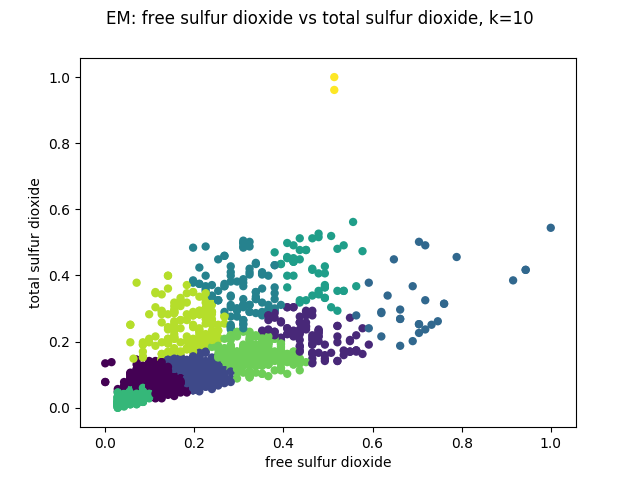 EM: free sulfur dioxide vs total sulfur dioxide, k=10
1.0
0.8
0.6
0.4
0.2
0.0
total sulfur dioxide
0.0 0.2 0.4 0.6 0.8 1.0
free sulfur dioxide